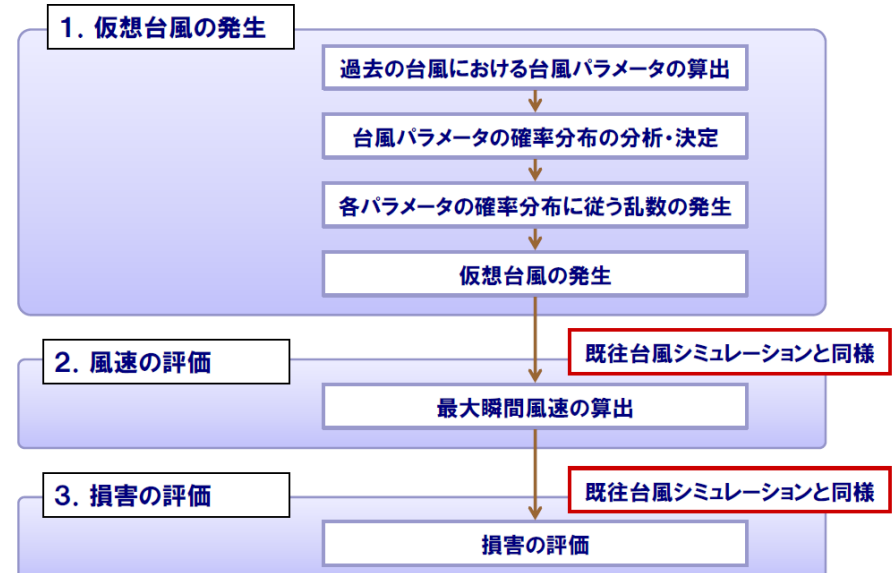 1. 仮想台風の発生
過去の台風における台風パラメータの算出
台風パラメータの確率分布の分析・決定
各パラメータの確率分布に従う乱数の発生
仮想台風の発生
既往台風シミュレーションと同様
2. 風速の評価
最大瞬間風速の算出
既往台風シミュレーションと同様
3. 損害の評価
損害の評価